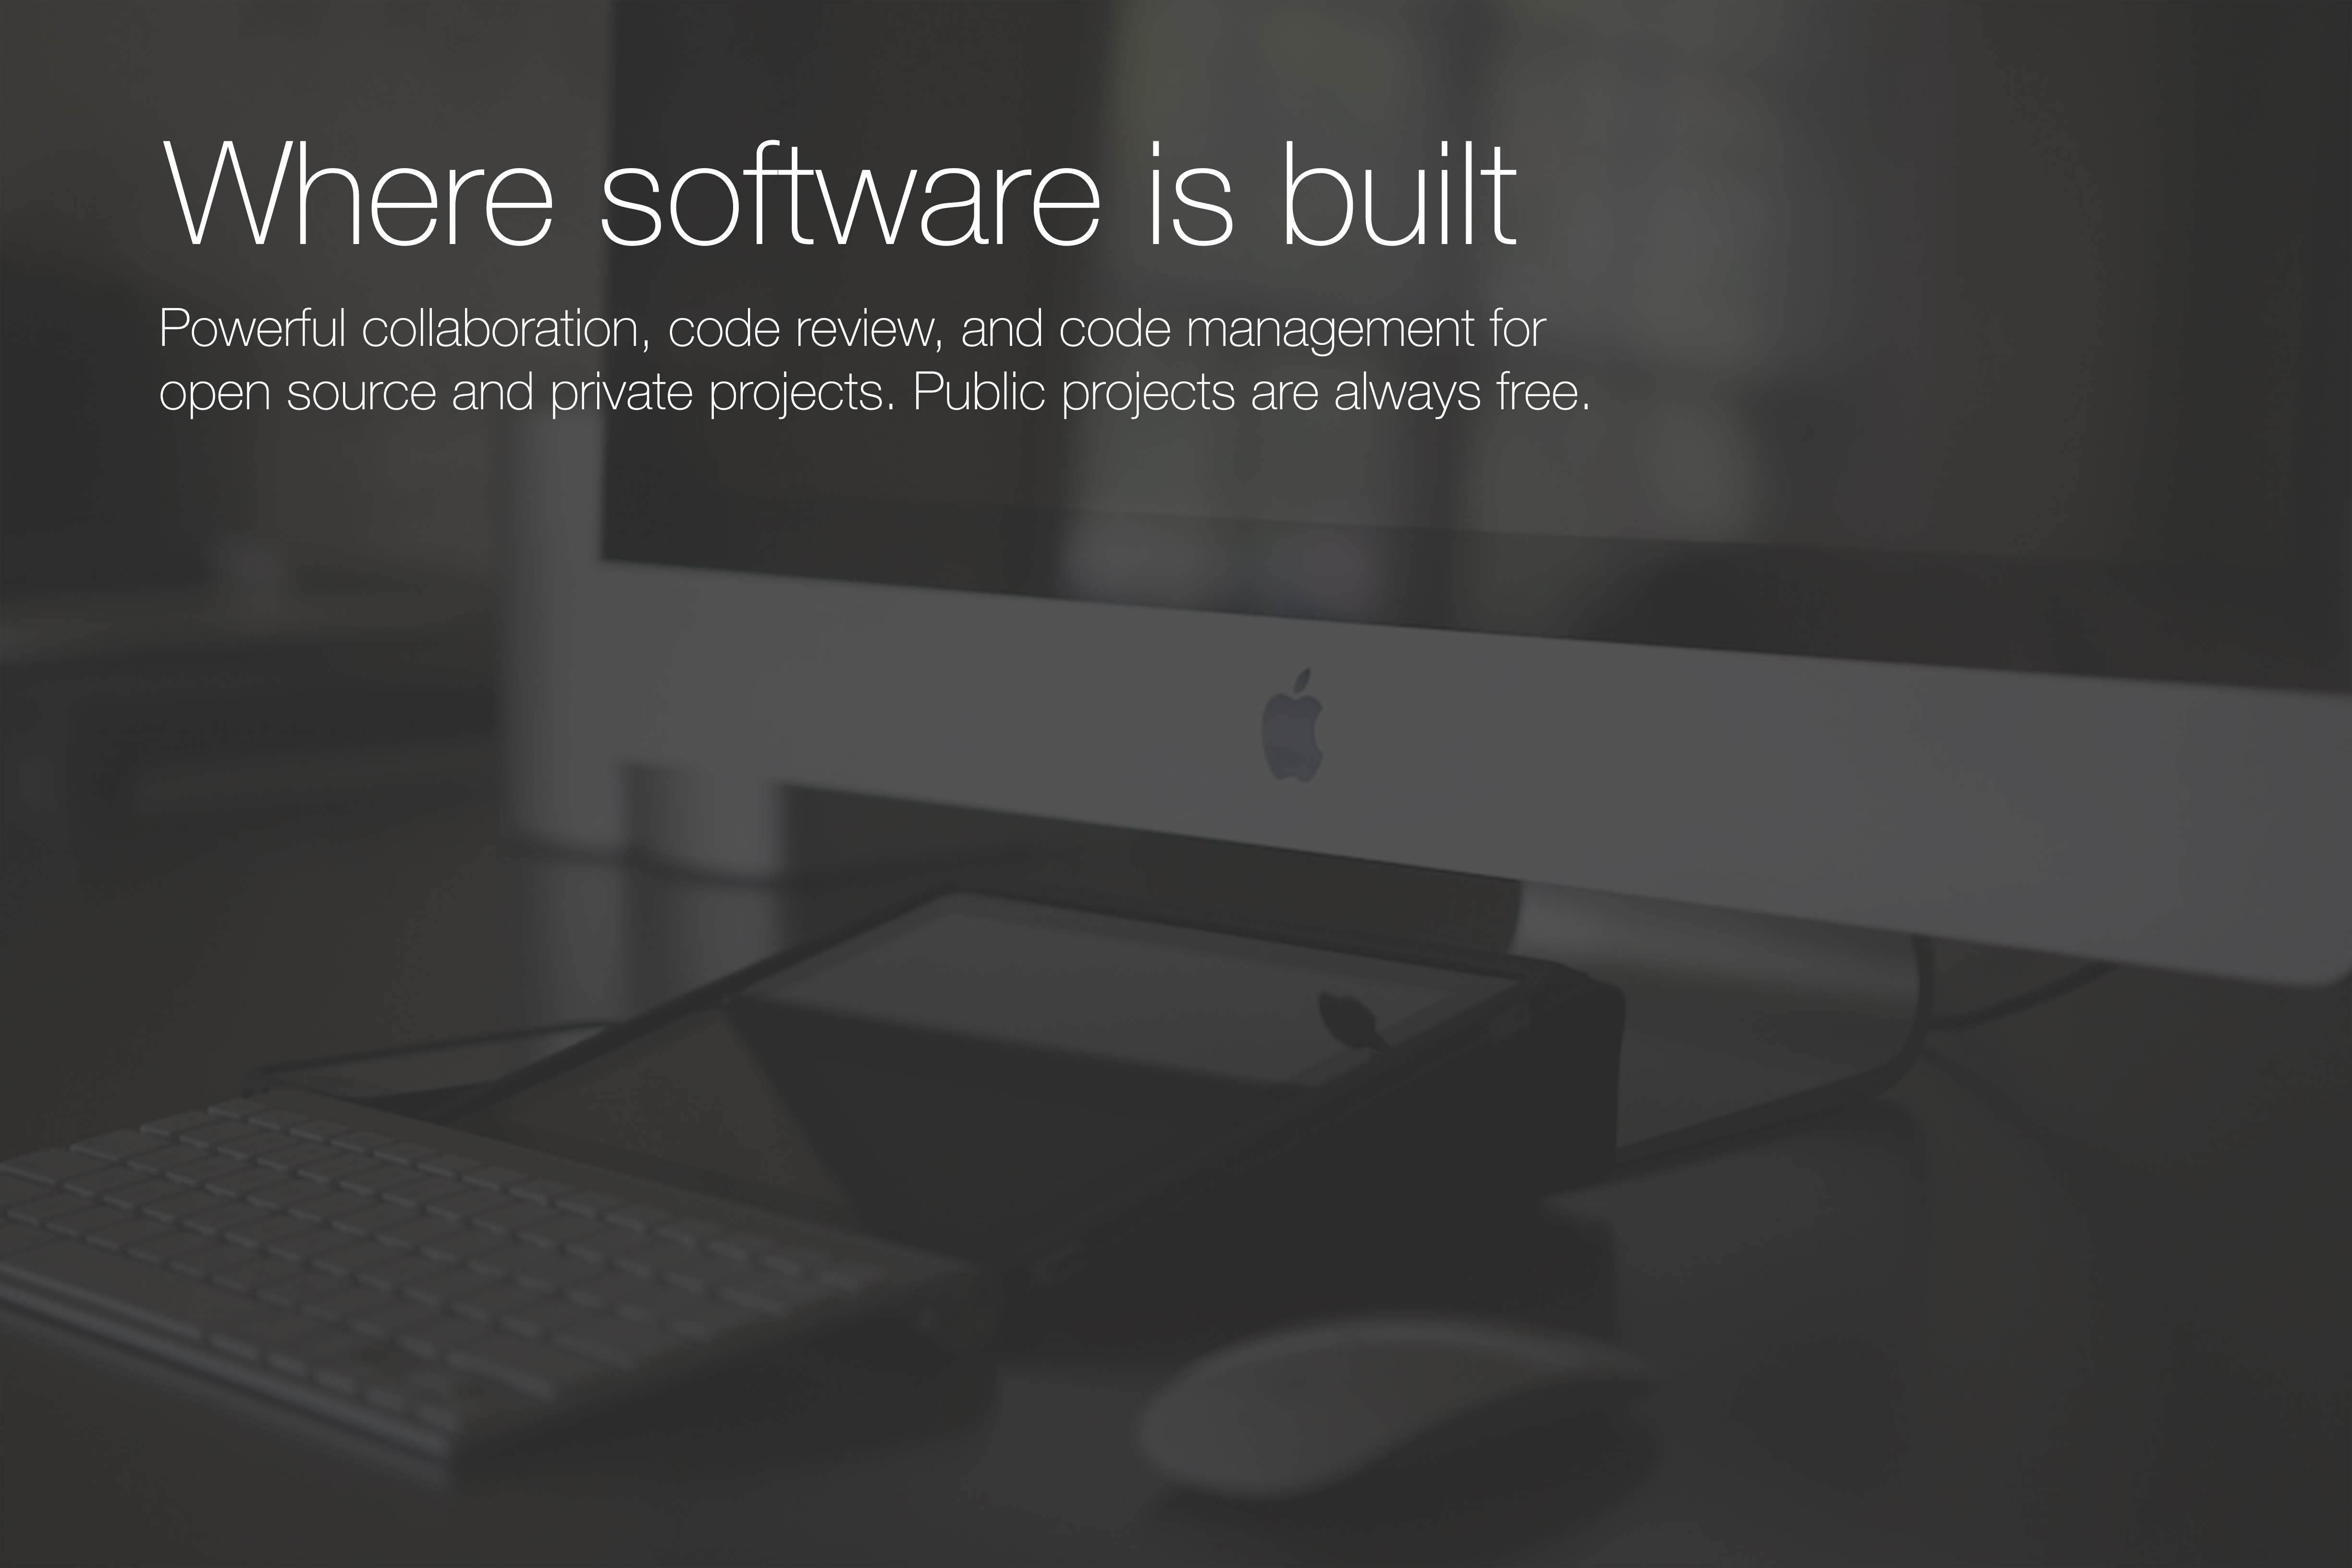 Where software is built
Powerful collaboration, code review, and code management for
open source and private projects. Public projects are always free.